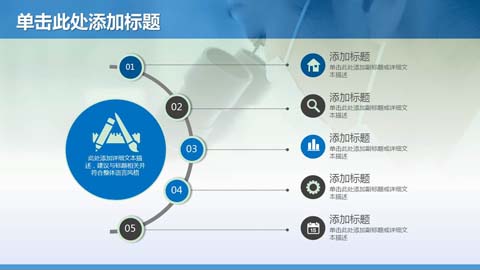 单击此处添加标题
01
02
03
04
05
此处添加详细文本描
述，建议与标题相关并
符合整体语言风格
添加标题
单击此处添加副标题或详细文
本描述
添加标题
单击此处添加副标题或详细文
本描述
添加标题
单击此处添加副标题或详细文
本描述
添加标题
单击此处添加副标题或详细文
本描述
添加标题
单击此处添加副标题或详细文
本描述
15